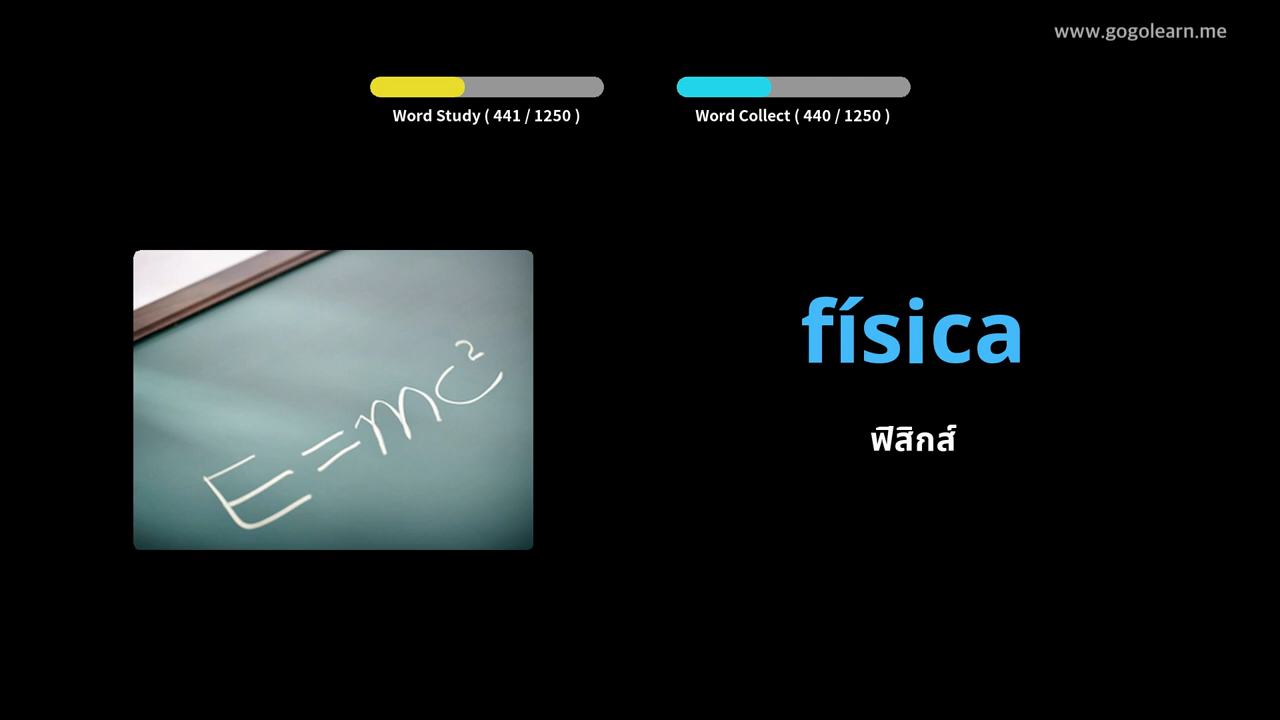 www.gogolearn.me
Word Study ( 441 / 1250 )
Word Collect ( 440 / 1250 )
E=mc²
física
ฟิสิกส์